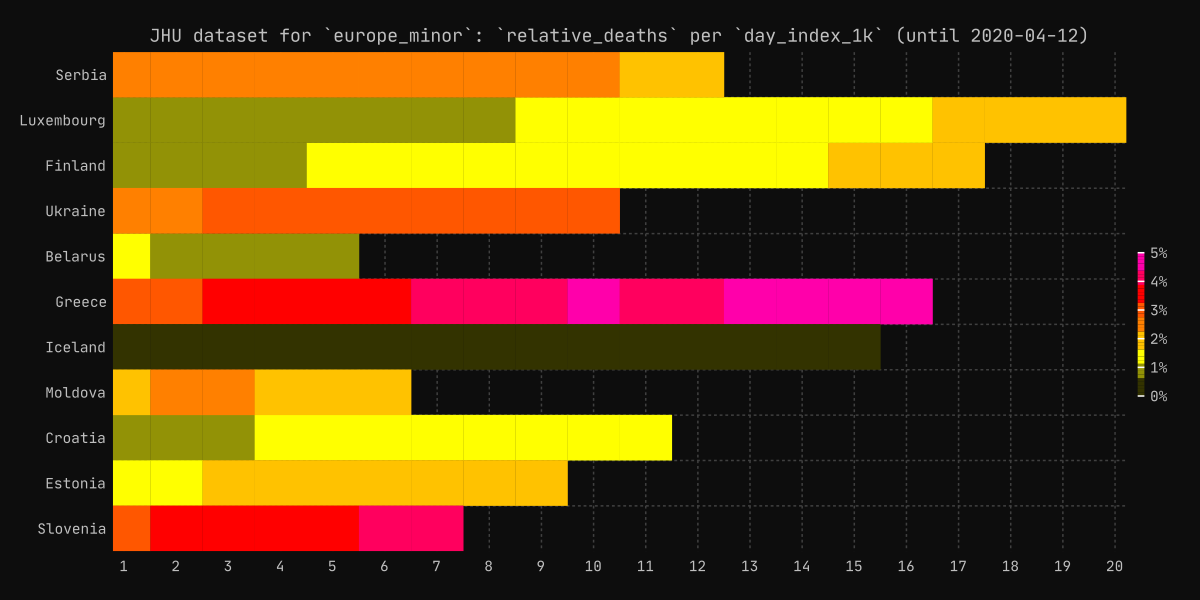 JHU dataset for `europe_minor`: `relative_deaths` per `day_index_1k` (until 2020-04-12)
Serbia
Luxembourg
Finland
Ukraine
Belarus
Greece
Iceland
Moldova
Croatia
Estonia
Slovenia
5%
4%
3%
2%
1%
0%
1 2 3 4 5 6 7 8 9 10 11 12 13 14 15 16 17 18 19 20